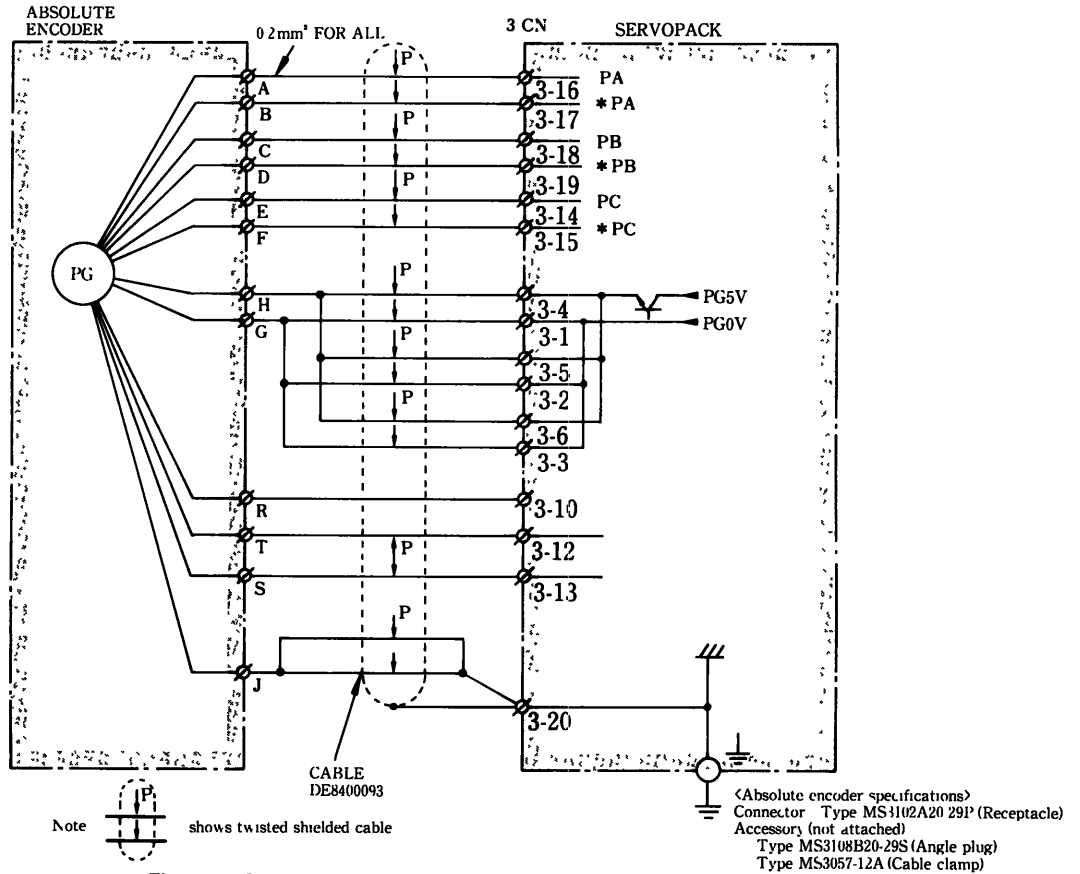 ABSOLUTE
ENCODER
0 2mm² FOR ALL
3 CN
SERVOPACK
P
A
3-16
PA
B
3-17
*PA
P
C
3-18
PB
D
3-19
*PB
P
E
3-14
PC
F
3-15
*PC
PG
P
H
3-4
PG5V
G
3-1
PG0V
P
3-5
3-2
P
3-6
3-3
R
3-10
T
3-12
P
S
3-13
P
J
3-20
CABLE
DE8400093
Note
P
shows twisted shielded cable
<Absolute encoder specifications>
Connector Type MS3102A20 29P (Receptacle)
Accessory (not attached)
Type MS3108B20-29S (Angle plug)
Type MS3057-12A (Cable clamp)